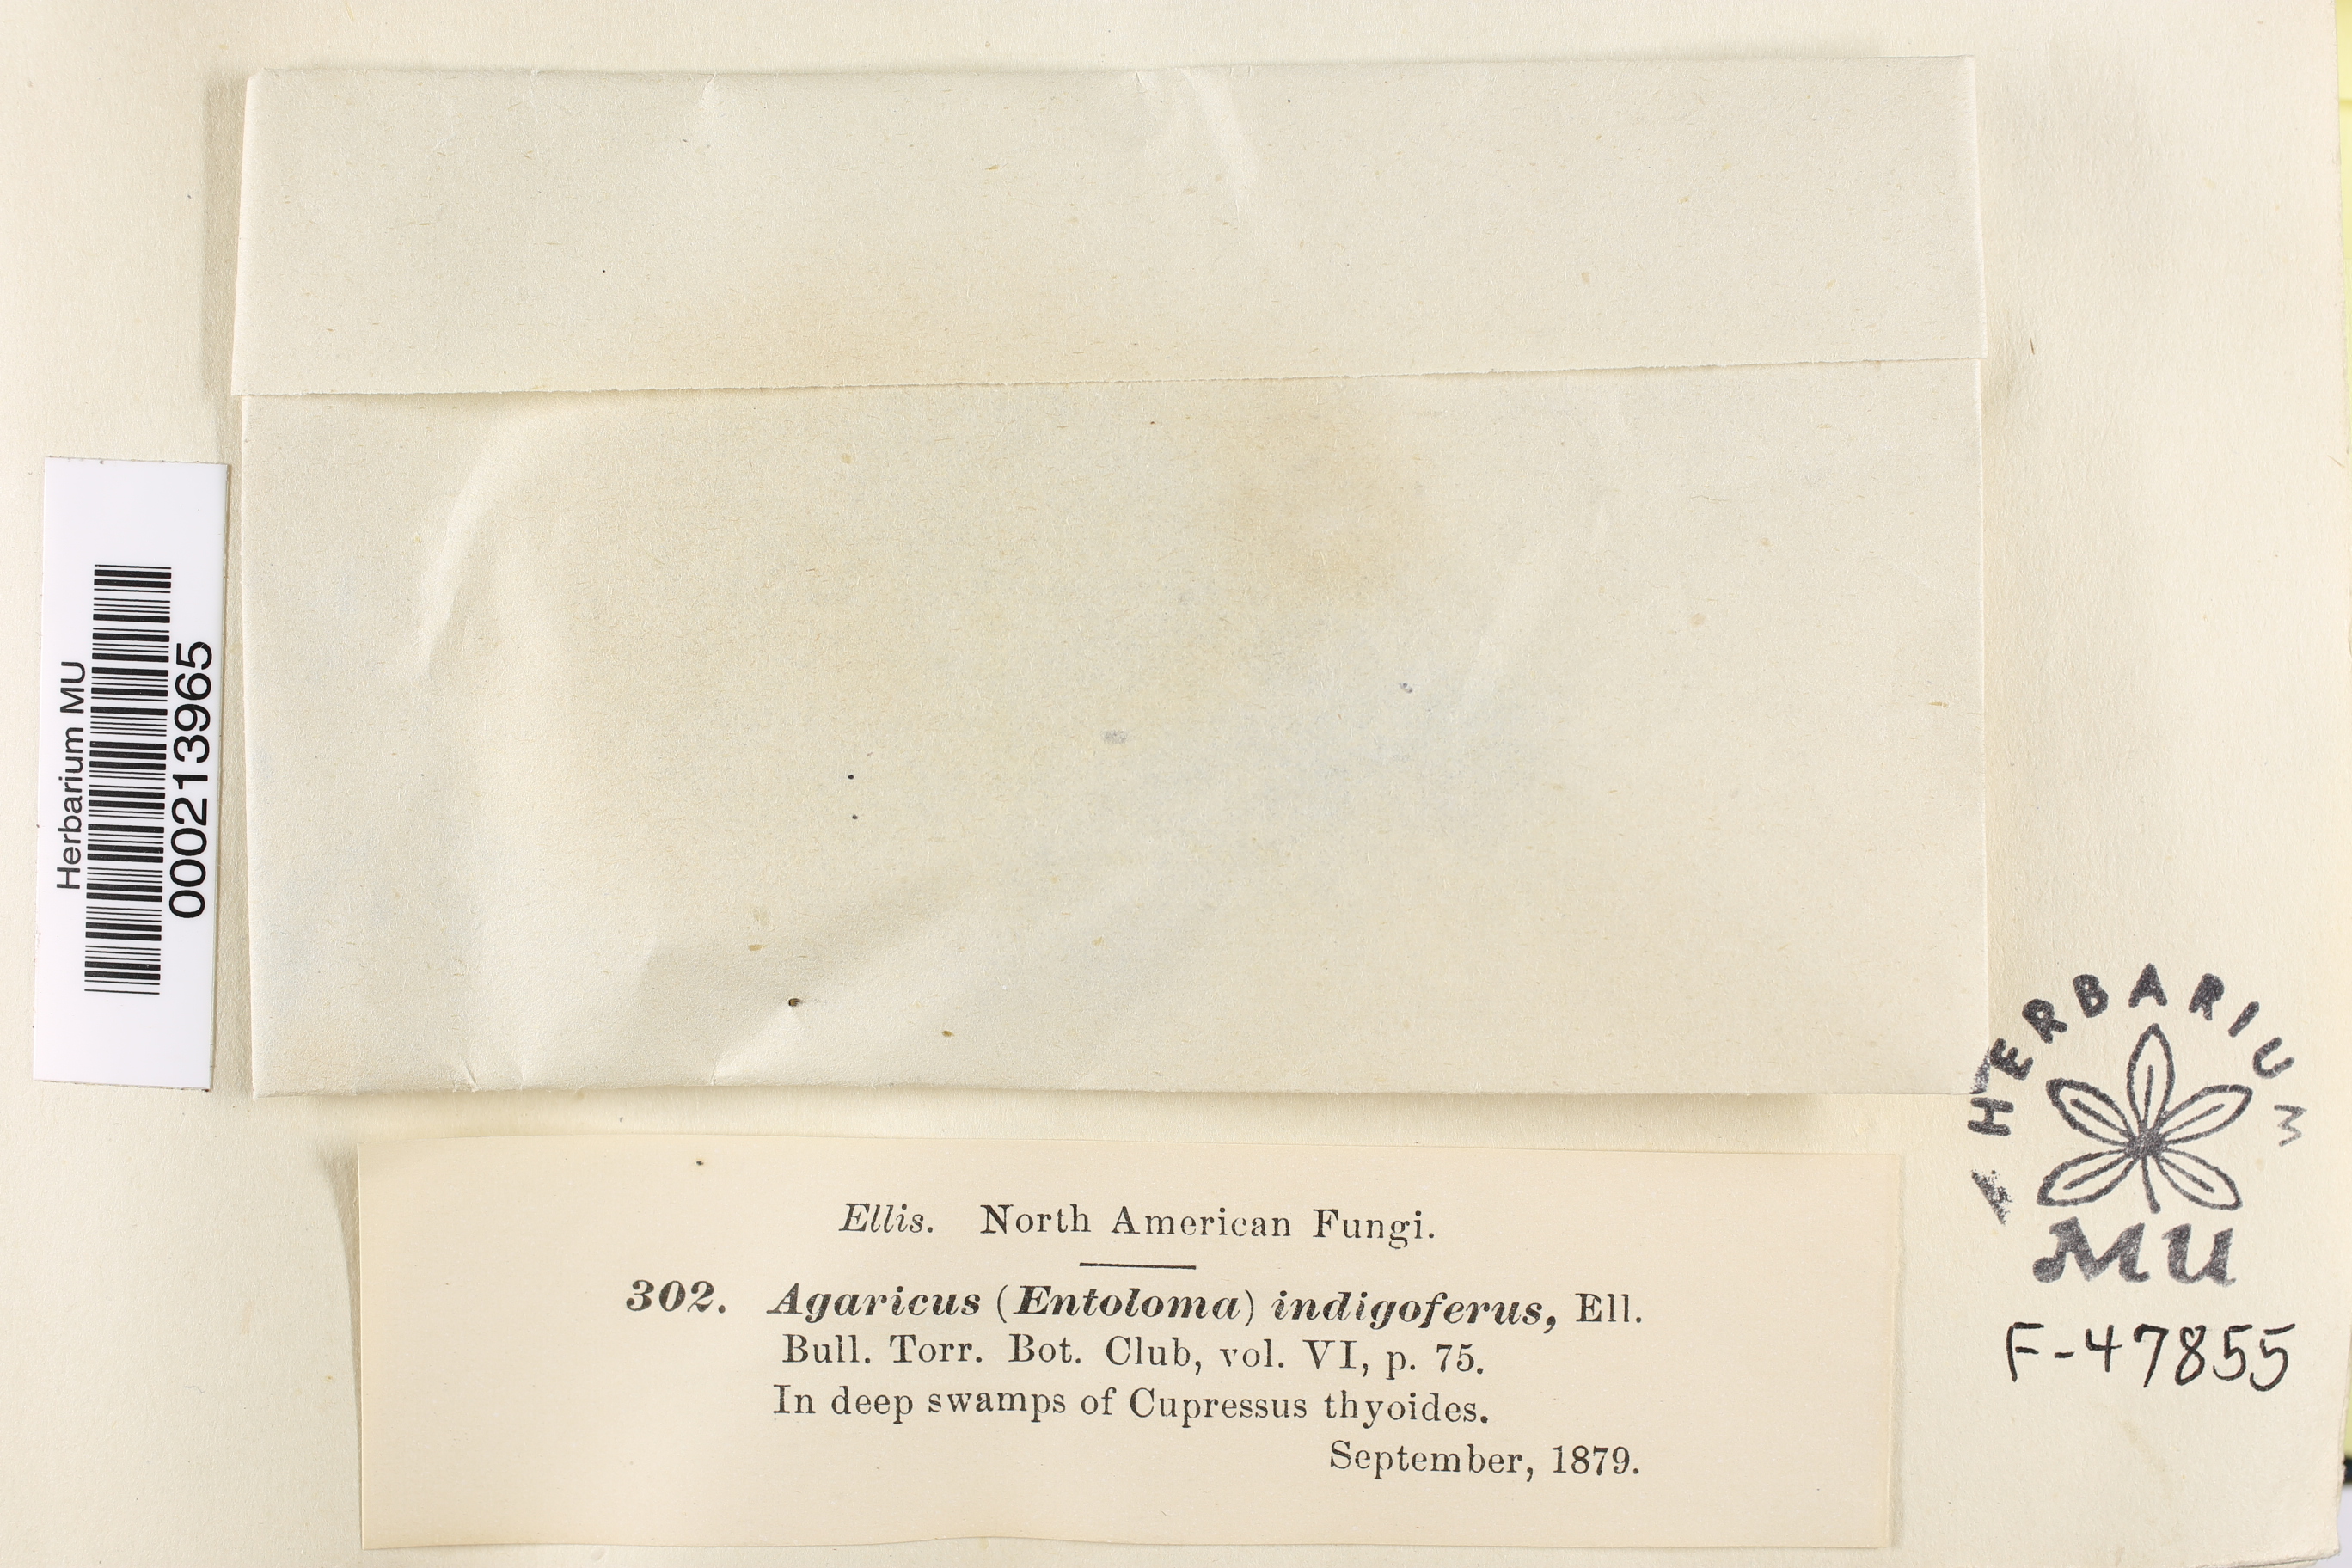 Herbarium MU
000213965
Ellis. North American Fungi.
302. Agaricus (Entoloma) indigoferus, Ell.
Bull. Torr. Bot. Club, vol. VI, p. 75.
In deep swamps of Cupressus thyoides.
September, 1879.
HERBARIUM
MU
F-47855